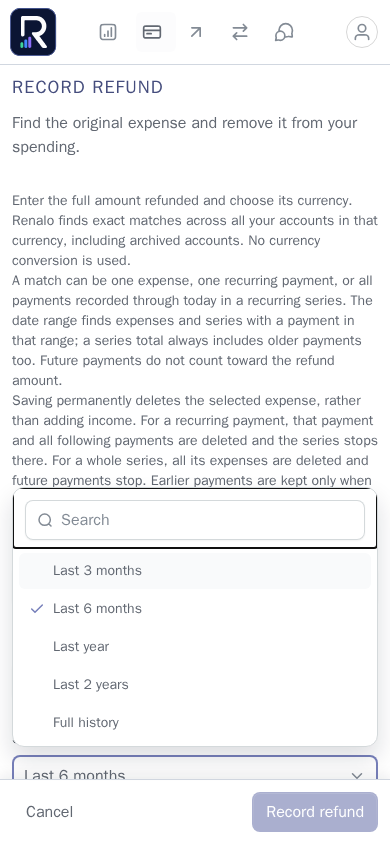 RECORD REFUND
Find the original expense and remove it from your
spending.
Enter the full amount refunded and choose its currency.
Renalo finds exact matches across all your accounts in that
currency, including archived accounts. No currency
conversion is used.
A match can be one expense, one recurring payment, or all
payments recorded through today in a recurring series. The
date range finds expenses and series with a payment in
that range; a series total always includes older payments
too. Future payments do not count toward the refund
amount.
Saving permanently deletes the selected expense, rather
than adding income. For a recurring payment, that payment
and all following payments are deleted and the series stops
there. For a whole series, all its expenses are deleted and
future payments stop. Earlier payments are kept only when
Search
Last 3 months
Last 6 months
Last year
Last 2 years
Full history
Last 6 months
Cancel
Record refund